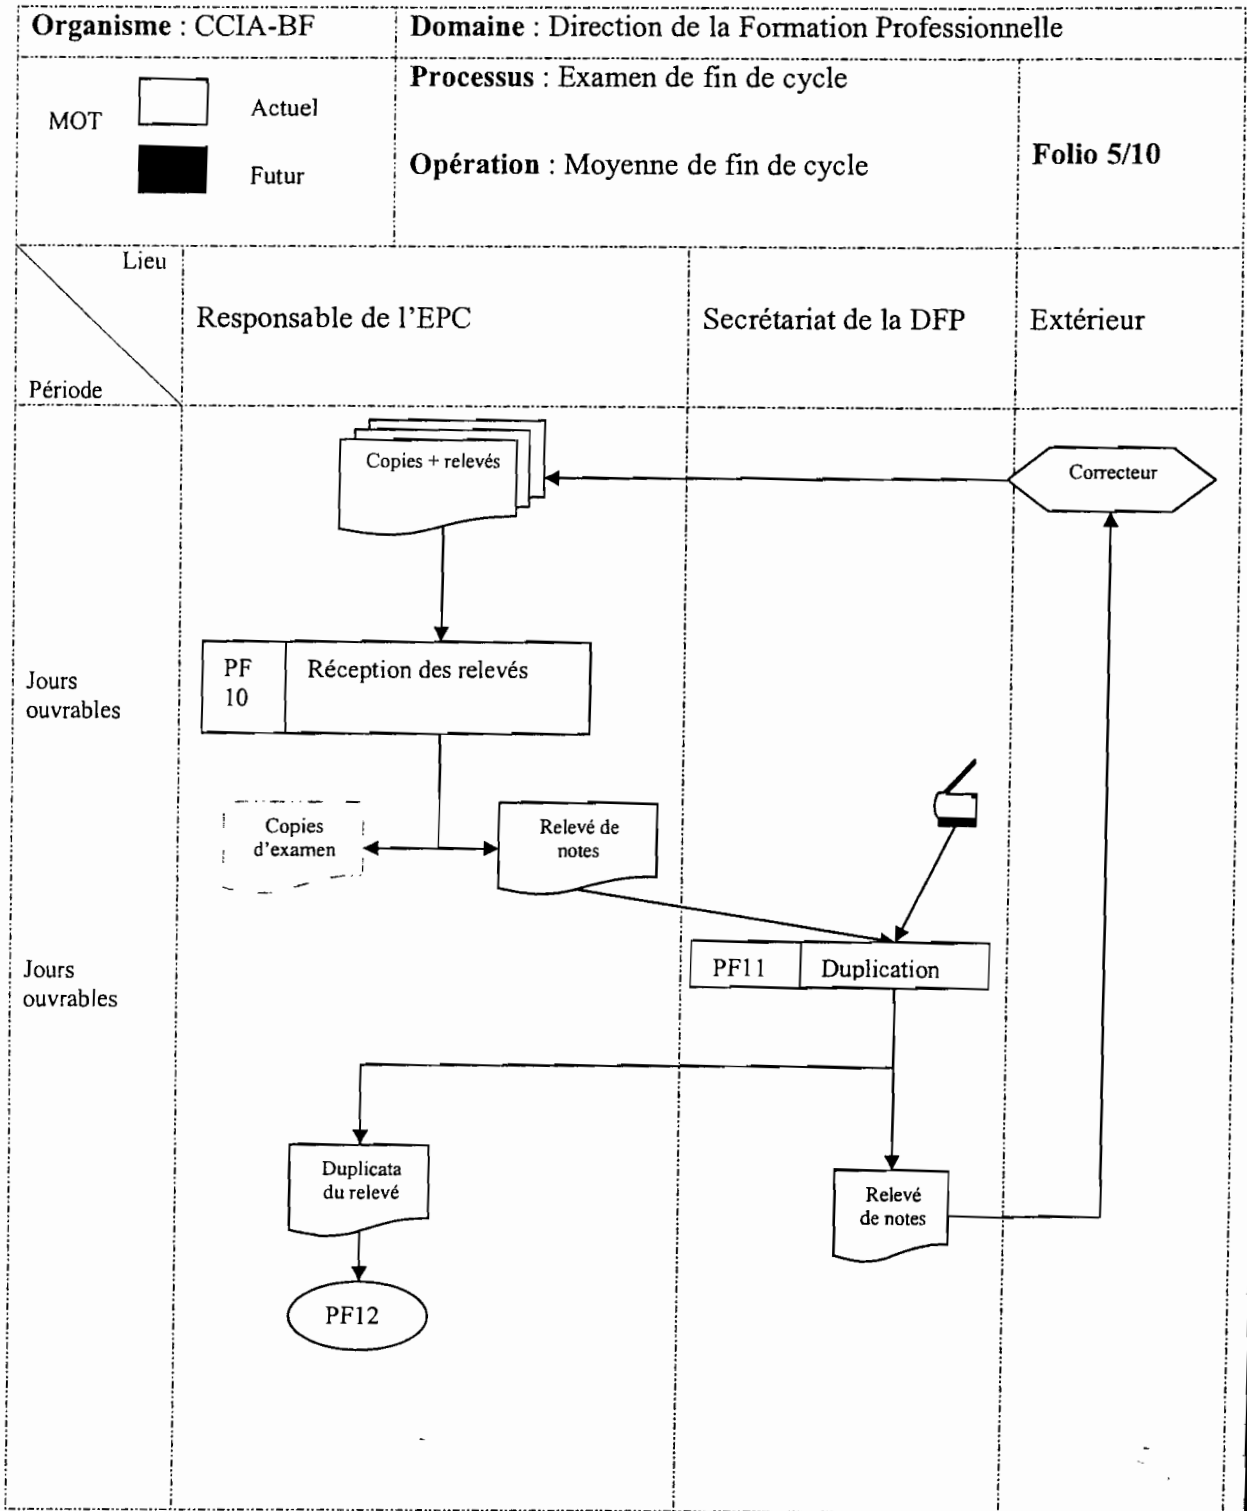 Organisme : CCIA-BF
Domaine : Direction de la Formation Professionnelle
MOT
Actuel
Futur
Processus : Examen de fin de cycle
Opération : Moyenne de fin de cycle
Folio 5/10
Lieu
Période
Responsable de l'EPC
Secrétariat de la DFP
Extérieur
Copies + relevés
Correcteur
Jours
ouvrables
PF
10
Réception des relevés
Copies
d'examen
Relevé de
notes
Jours
ouvrables
PF11
Duplication
Duplicata
du relevé
Relevé
de notes
PF12